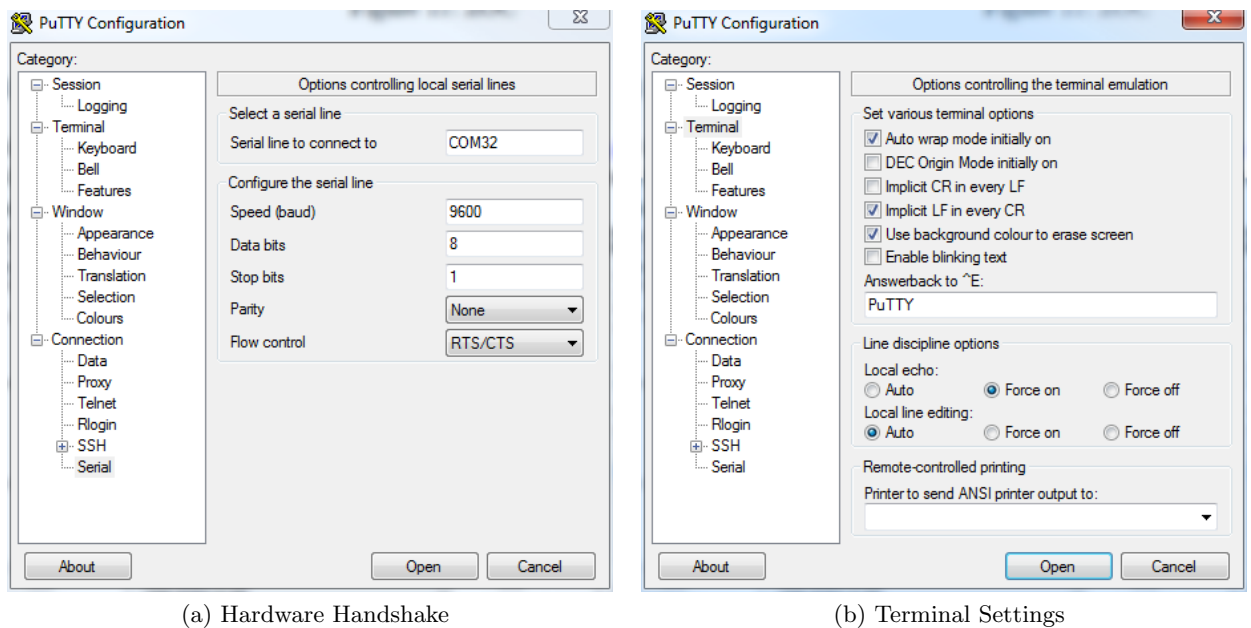 PuTTY Configuration
Category:
Session
Logging
Terminal
Keyboard
Bell
Features
Window
Appearance
Behaviour
Translation
Selection
Colours
Connection
Data
Proxy
Telnet
Rlogin
SSH
Serial
Options controlling local serial lines
Select a serial line
Serial line to connect to COM32
Configure the serial line
Speed (baud) 9600
Data bits 8
Stop bits 1
Parity None
Flow control RTS/CTS
About Open Cancel
(a) Hardware Handshake
PuTTY Configuration
Category:
Session
Logging
Terminal
Keyboard
Bell
Features
Window
Appearance
Behaviour
Translation
Selection
Colours
Connection
Data
Proxy
Telnet
Rlogin
SSH
Serial
Options controlling the terminal emulation
Set various terminal options
Auto wrap mode initially on
DEC Origin Mode initially on
Implicit CR in every LF
Implicit LF in every CR
Use background colour to erase screen
Enable blinking text
Answerback to ^E:
PuTTY
Line discipline options
Local echo:
Auto Force on Force off
Local line editing:
Auto Force on Force off
Remote-controlled printing
Printer to send ANSI printer output to:
About Open Cancel
(b) Terminal Settings